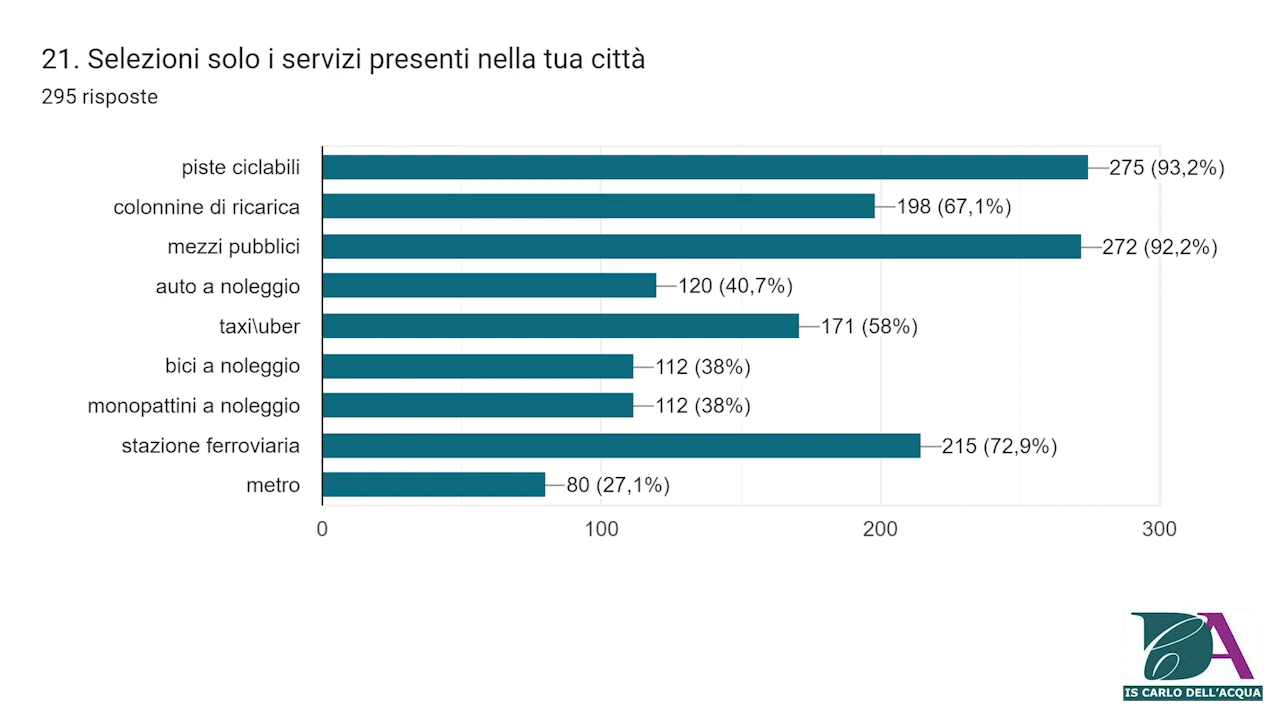 21. Selezioni solo i servizi presenti nella tua città
295 risposte
piste ciclabili 275 (93,2%)
colonnine di ricarica 198 (67,1%)
mezzi pubblici 272 (92,2%)
auto a noleggio 120 (40,7%)
taxi\uber 171 (58%)
bici a noleggio 112 (38%)
monopattini a noleggio 112 (38%)
stazione ferroviaria 215 (72,9%)
metro 80 (27,1%)
0 100 200 300
DCA
IS CARLO DELL'ACQUA